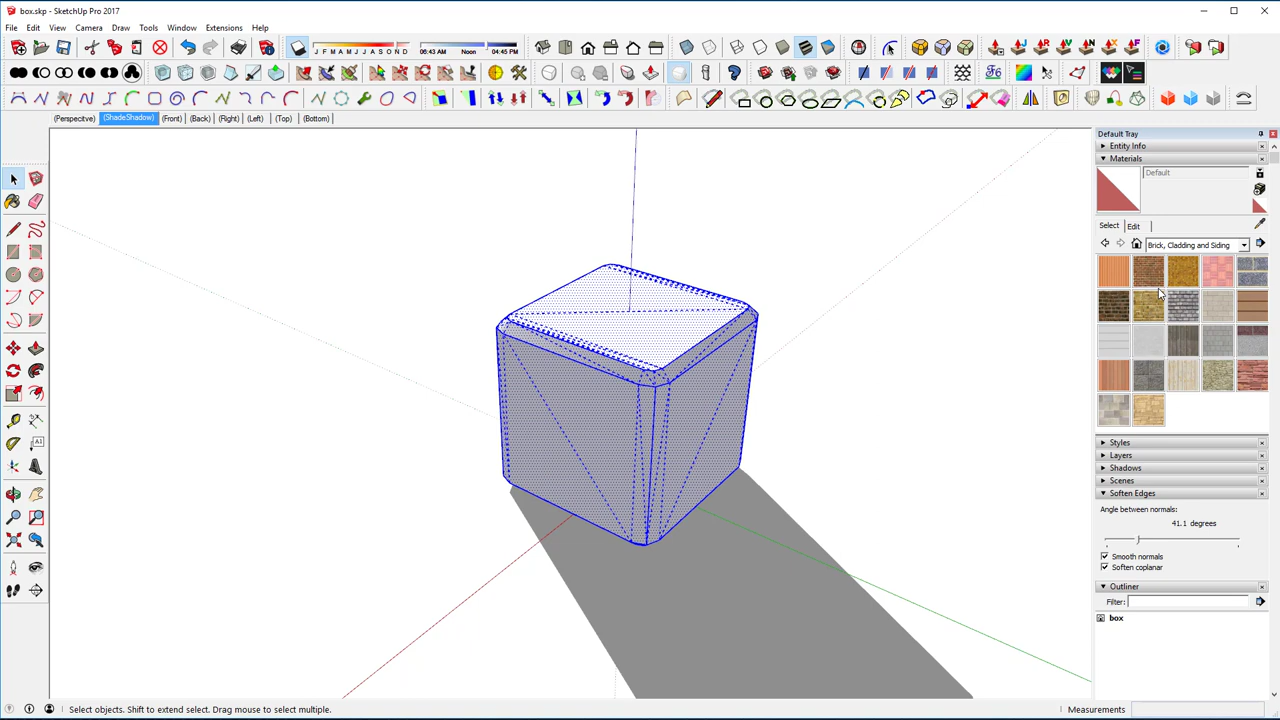 box.skp - SketchUp Pro 2017
File Edit View Camera Draw Tools Window Extensions Help
J F M A M J J A S O N D 06:43 AM Noon 04:45 PM
(Perspecitve) (ShadeShadow) (Front) (Back) (Right) (Left) (Top) (Bottom)
Default Tray
Entity Info
Materials
Default
Select Edit
Brick, Cladding and Siding
Styles
Layers
Shadows
Scenes
Soften Edges
Angle between normals:
41.1 degrees
Smooth normals
Soften coplanar
Outliner
Filter:
box
Select objects. Shift to extend select. Drag mouse to select multiple.
Measurements